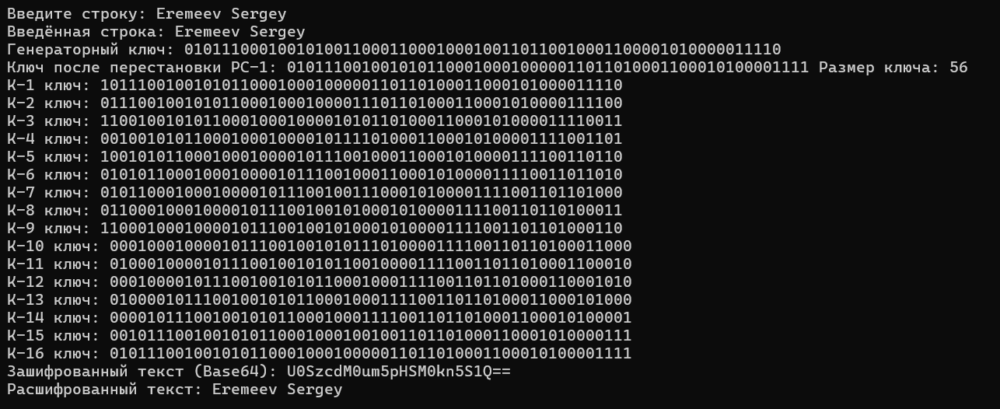 Введите строку: Eremeev Sergey
Введённая строка: Eremeev Sergey
Генераторный ключ: 0101110001001010011000110001000100110110010001100001010000011110
Ключ после перестановки PC-1: 01011100100101011000100010000011011010001100010100001111 Размер ключа: 56
К-1 ключ: 10111001001010110001000100000110110100011000101000011110
К-2 ключ: 01110010010101100010001000011101101000110001010000111100
К-3 ключ: 11001001010110001000100001010110100011000101000011110011
К-4 ключ: 00100101011000100010000101111010001100010100001111001101
К-5 ключ: 10010101100010001000010111001000110001010000111100110110
К-6 ключ: 01010110001000100001011100100011000101000011110011011010
К-7 ключ: 01011000100010000101110010011100010100001111001101101000
К-8 ключ: 01100010001000010111001001010001010000111100110110100011
К-9 ключ: 11000100010000101110010010100010100001111001101101000110
К-10 ключ: 00010001000010111001001010111010000111100110110100011000
К-11 ключ: 01000100001011100100101011001000011110011011010001100010
К-12 ключ: 00010000101110010010101100010001111001101101000110001010
К-13 ключ: 01000010111001001010110001000111100110110100011000101000
К-14 ключ: 00001011100100101011000100011110011011010001100010100001
К-15 ключ: 00101110010010101100010001001001101101000110001010000111
К-16 ключ: 01011100100101011000100010000011011010001100010100001111
Зашифрованный текст (Base64): U0SzcdM0um5pHSM0kn5S1Q==
Расшифрованный текст: Eremeev Sergey